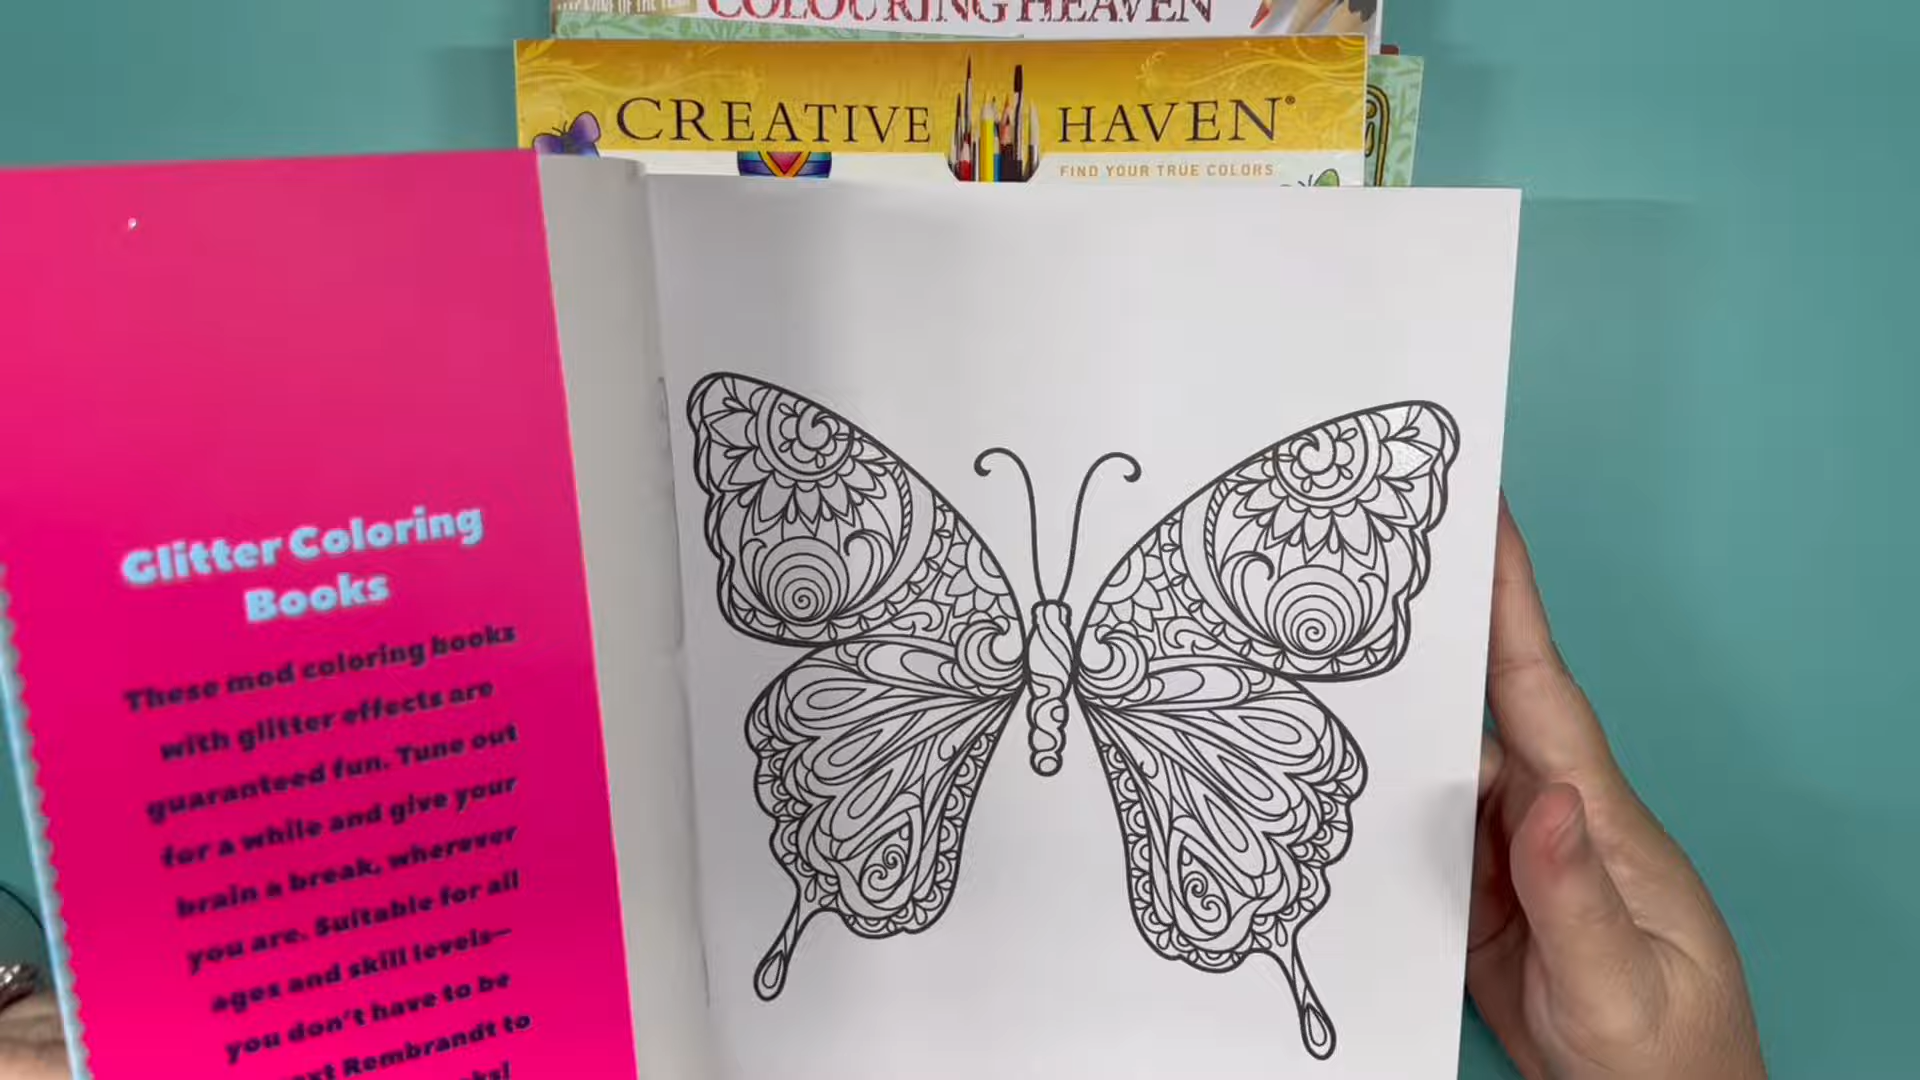 COLOURING HEAVEN
CREATIVE HAVEN®
FIND YOUR TRUE COLORS
Glitter Coloring
Books
These mod coloring books
with glitter effects are
guaranteed fun. Tune out
for a while and give your
brain a break, wherever
you are. Suitable for all
ages and skill levels—
you don't have to be
Rembrandt to